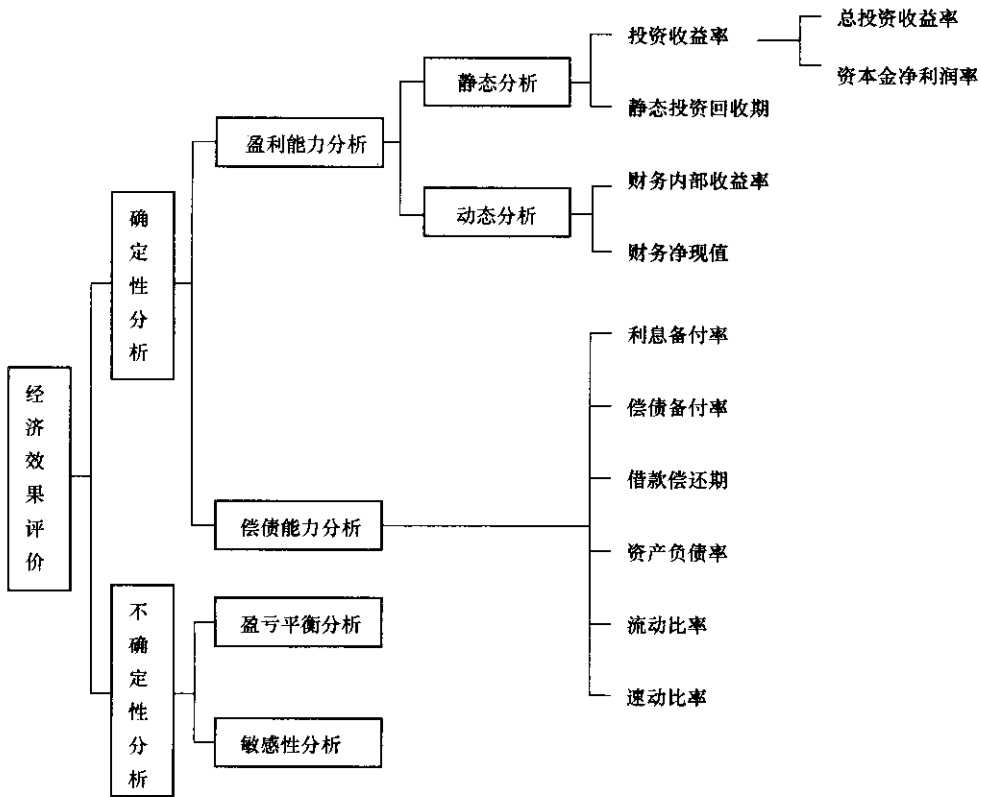 经济效果评价
确定性分析
盈利能力分析
静态分析
投资收益率
总投资收益率
资本金净利润率
静态投资回收期
动态分析
财务内部收益率
财务净现值
偿债能力分析
利息备付率
偿债备付率
借款偿还期
资产负债率
流动比率
速动比率
不确定性分析
盈亏平衡分析
敏感性分析